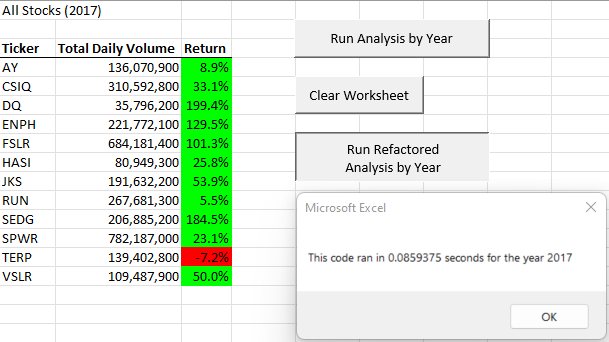 All Stocks (2017)
Ticker Total Daily Volume Return
AY 136,070,900 8.9%
CSIQ 310,592,800 33.1%
DQ 35,796,200 199.4%
ENPH 221,772,100 129.5%
FSLR 684,181,400 101.3%
HASI 80,949,300 25.8%
JKS 191,632,200 53.9%
RUN 267,681,300 5.5%
SEDG 206,885,200 184.5%
SPWR 782,187,000 23.1%
TERP 139,402,800 -7.2%
VSLR 109,487,900 50.0%
Run Analysis by Year
Clear Worksheet
Run Refactored
Analysis by Year
Microsoft Excel
This code ran in 0.0859375 seconds for the year 2017
OK